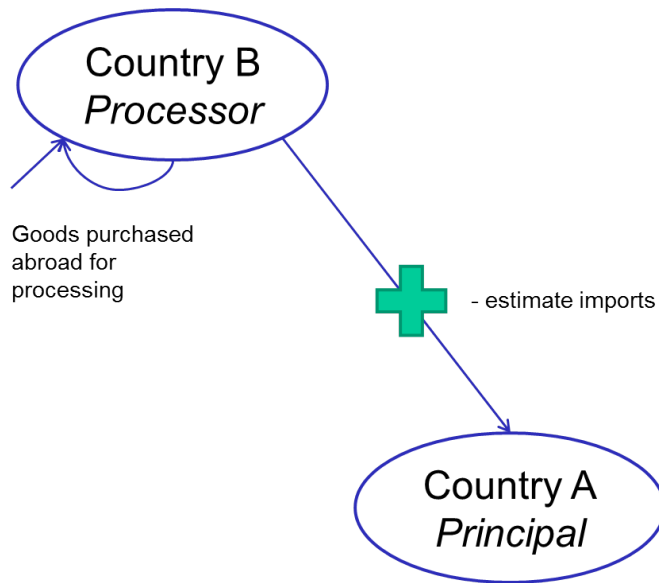 Country B
Processor
Goods purchased
abroad for
processing
- estimate imports
Country A
Principal